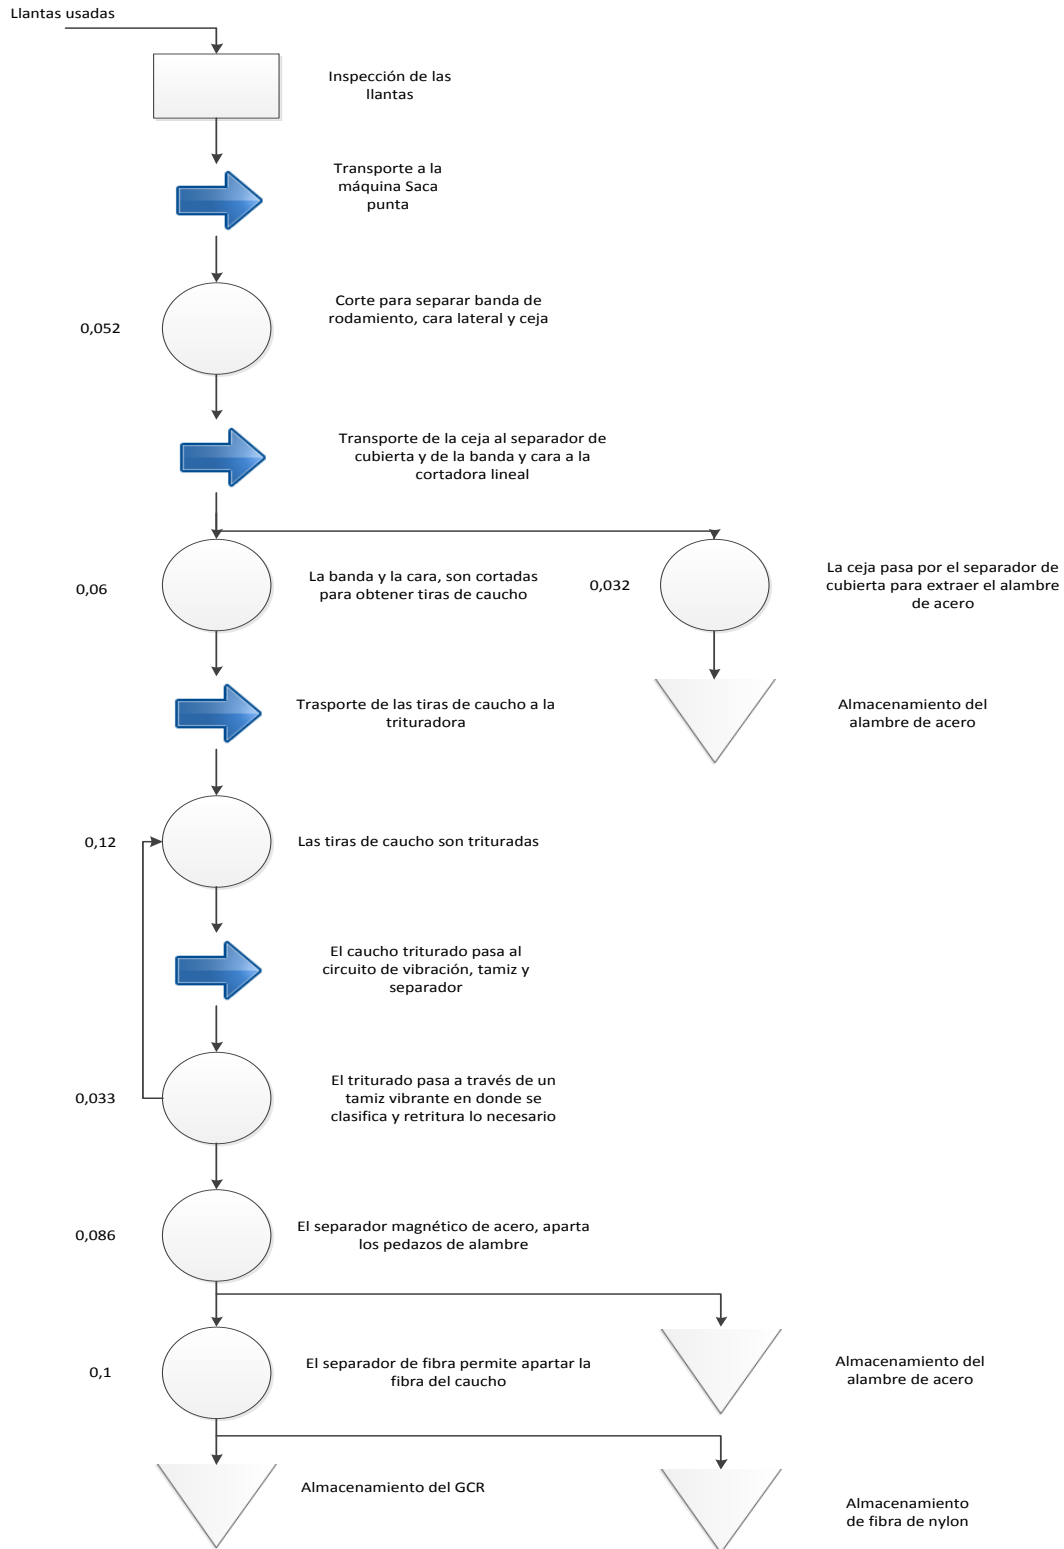 Llantas usadas
Inspección de las
llantas
Transporte a la
máquina Saca
punta
0,052
Corte para separar banda de
rodamiento, cara lateral y ceja
Transporte de la ceja al separador de
cubierta y de la banda y cara a la
cortadora lineal
0,06
La banda y la cara, son cortadas
para obtener tiras de caucho
0,032
La ceja pasa por el separador de
cubierta para extraer el alambre
de acero
Trasporte de las tiras de caucho a la
trituradora
Almacenamiento del
alambre de acero
0,12
Las tiras de caucho son trituradas
El caucho triturado pasa al
circuito de vibración, tamiz y
separador
0,033
El triturado pasa a través de un
tamiz vibrante en donde se
clasifica y retritura lo necesario
0,086
El separador magnético de acero, aparta
los pedazos de alambre
0,1
El separador de fibra permite apartar la
fibra del caucho
Almacenamiento del
alambre de acero
Almacenamiento del GCR
Almacenamiento
de fibra de nylon